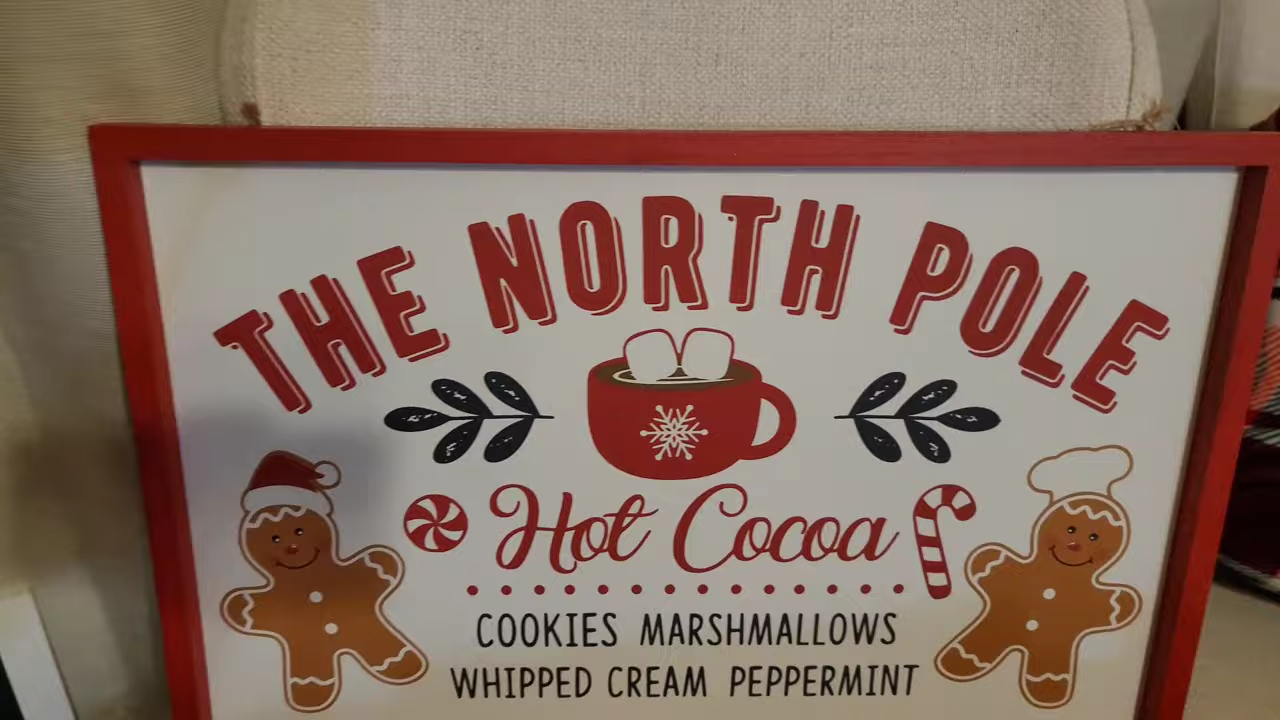 THE NORTH POLE
Hot Cocoa
COOKIES MARSHMALLOWS
WHIPPED CREAM PEPPERMINT